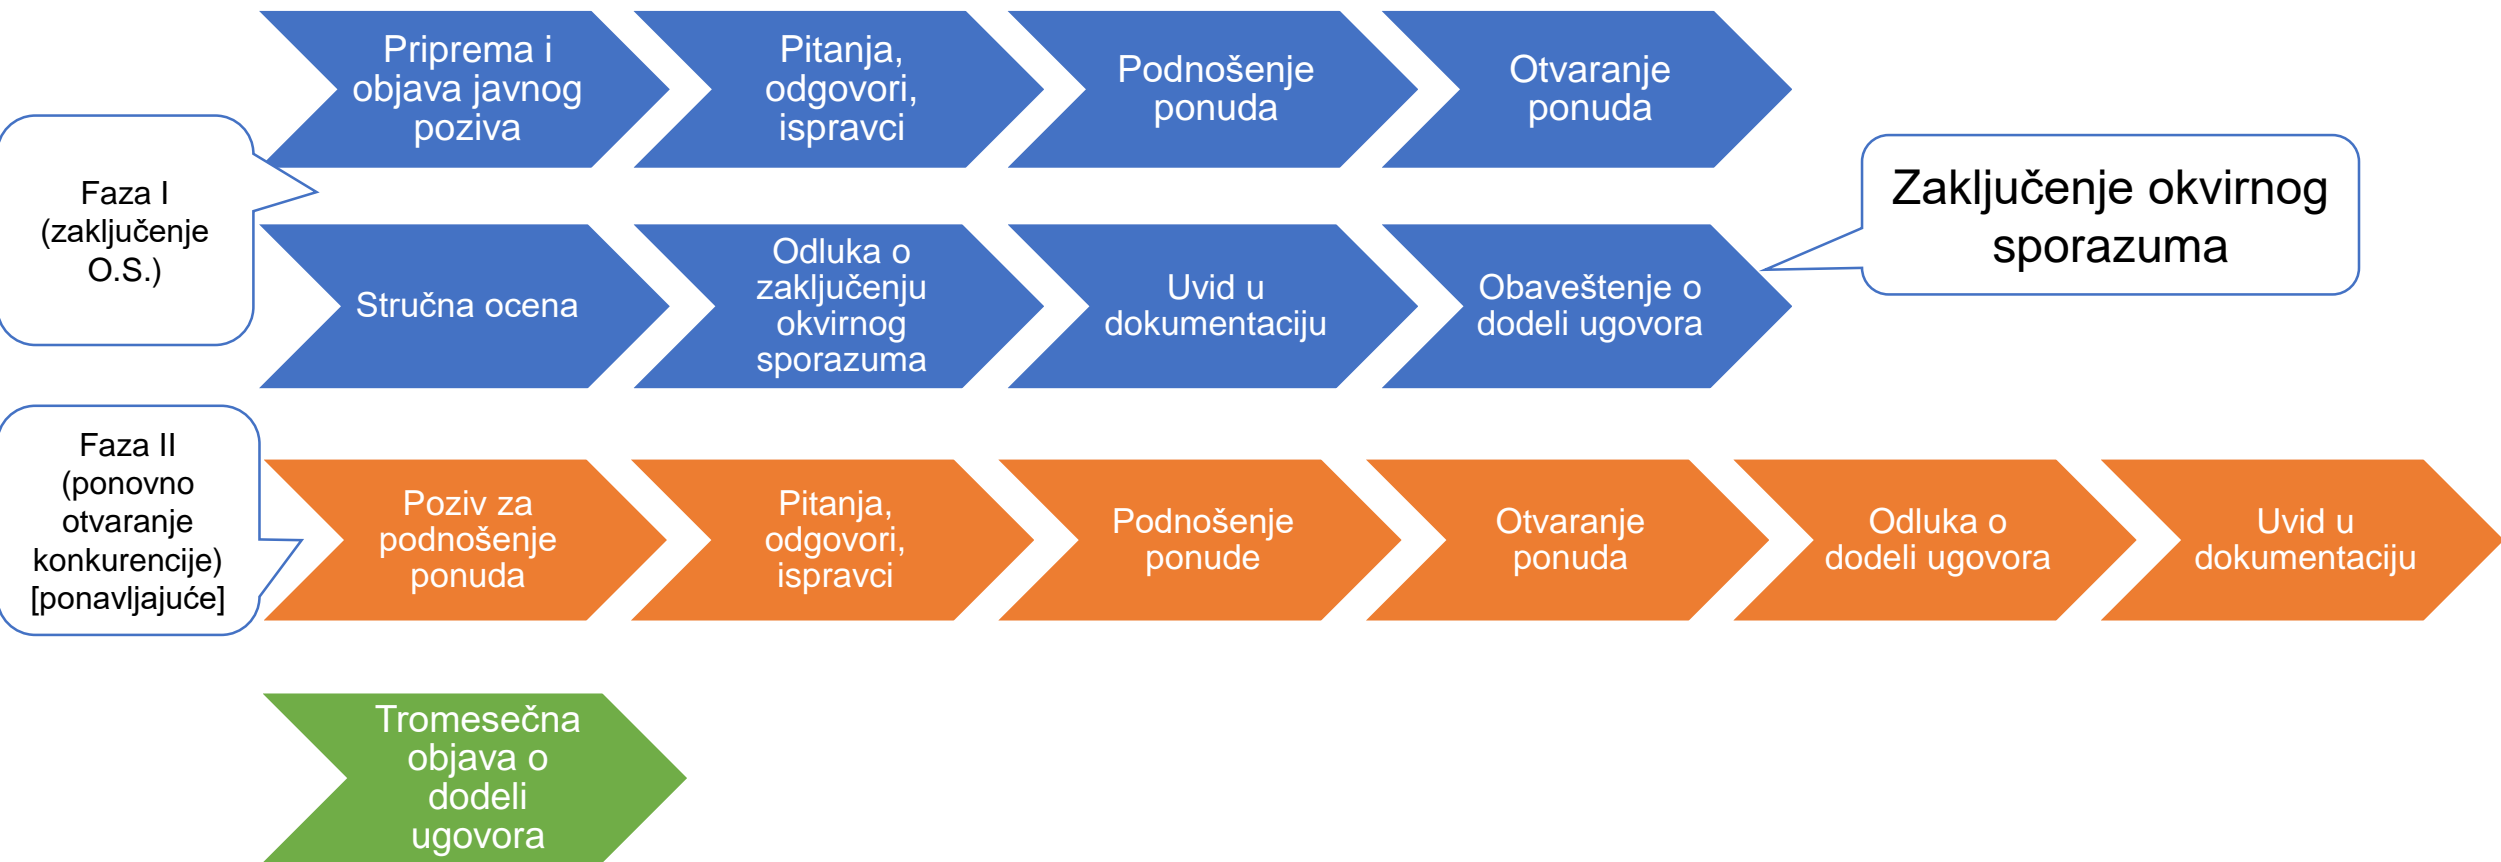 Priprema i
objava javnog
poziva
Pitanja,
odgovori,
ispravci
Podnošenje
ponuda
Otvaranje
ponuda
Faza I
(zaključenje
O.S.)
Zaključenje okvirnog
sporazuma
Stručna ocena
Odluka o
zaključenju
okvirnog
sporazuma
Uvid u
dokumentaciju
Obaveštenje o
dodeli ugovora
Faza II
(ponovno
otvaranje
konkurencije)
[ponavljajuće]
Poziv za
podnošenje
ponuda
Pitanja,
odgovori,
ispravci
Podnošenje
ponude
Otvaranje
ponuda
Odluka o
dodeli ugovora
Uvid u
dokumentaciju
Tromesečna
objava o
dodeli
ugovora